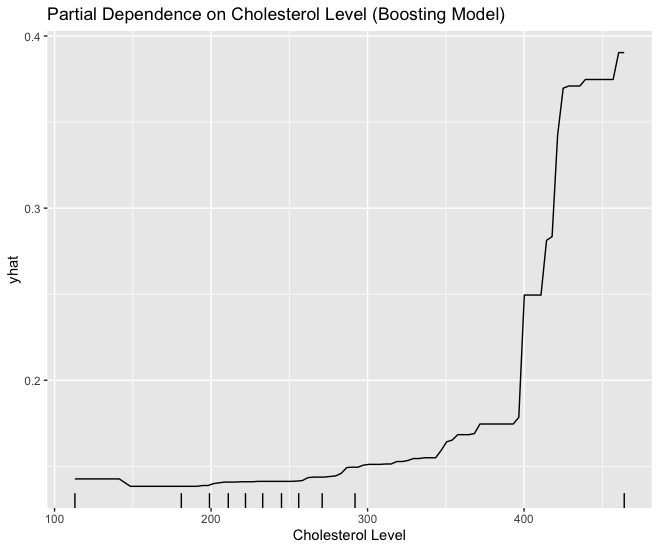 Partial Dependence on Cholesterol Level (Boosting Model)
0.4
0.3
0.2
yhat
100 200 300 400
Cholesterol Level